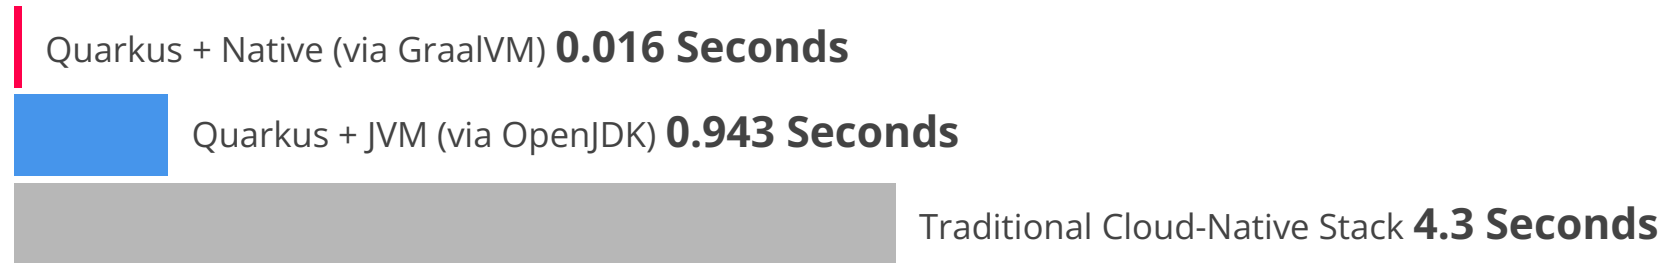 Quarkus + Native (via GraalVM) 0.016 Seconds
Quarkus + JVM (via OpenJDK) 0.943 Seconds
Traditional Cloud-Native Stack 4.3 Seconds